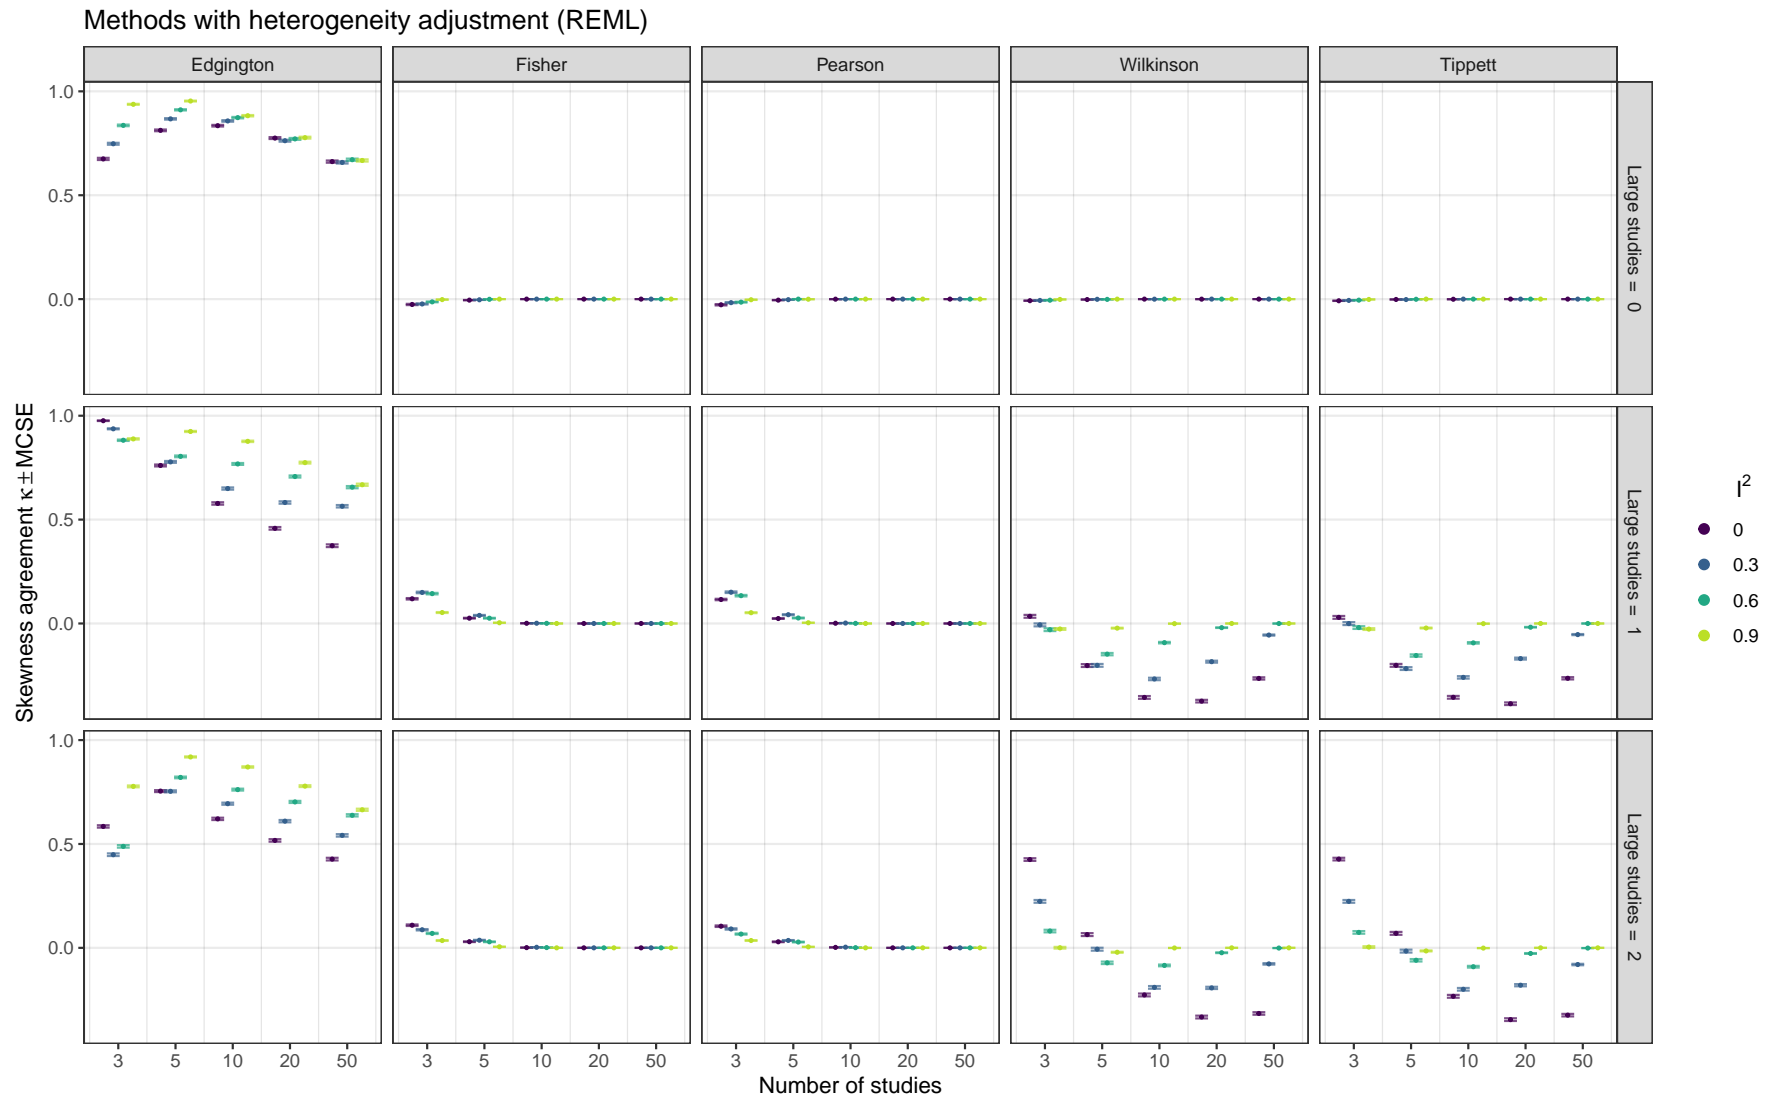 Methods with heterogeneity adjustment (REML)
Edgington
Fisher
Pearson
Wilkinson
Tippett
1.0
0.5
0.0
Large studies = 0
1.0
0.5
0.0
Large studies = 1
1.0
0.5
0.0
Large studies = 2
Skewness agreement κ±MCSE
3 5 10 20 50
3 5 10 20 50
3 5 10 20 50
3 5 10 20 50
3 5 10 20 50
Number of studies
I²
0
0.3
0.6
0.9